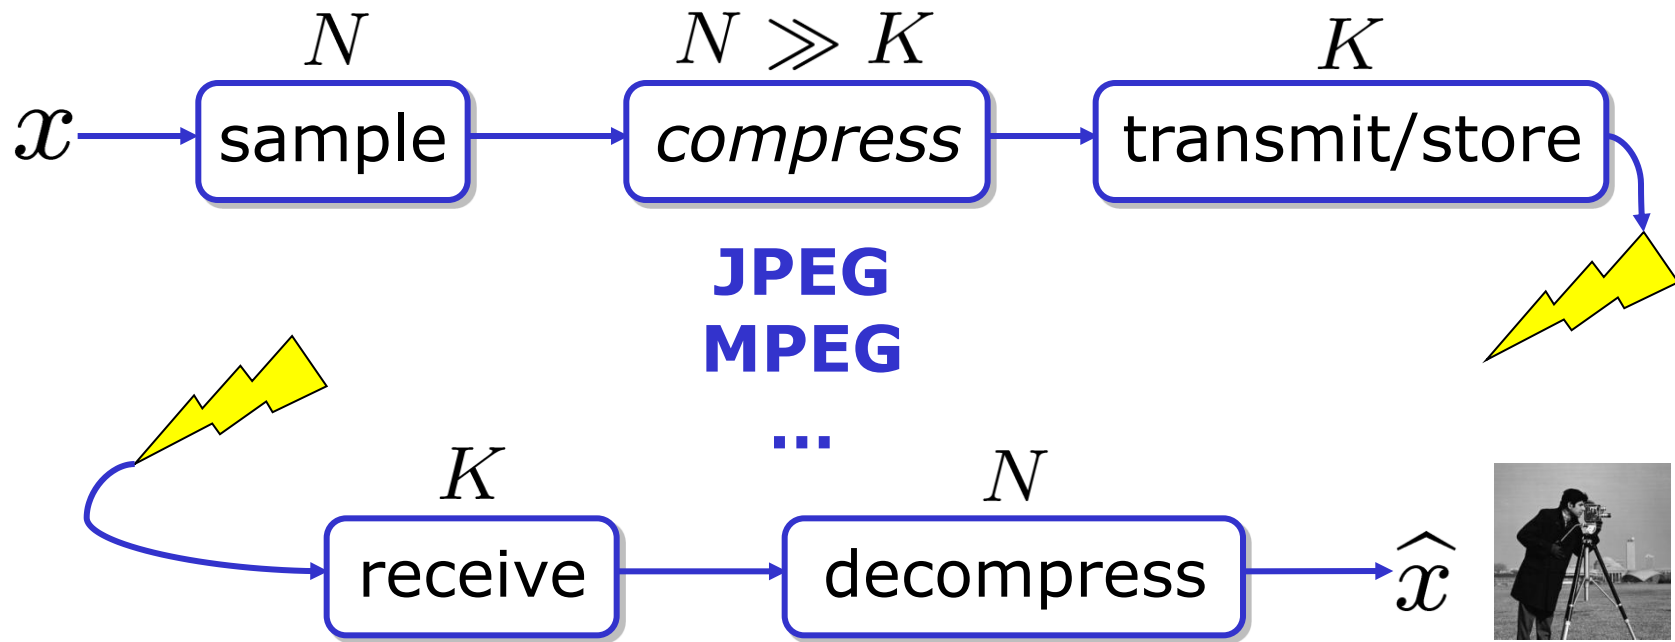 N N ≫ K K
x sample compress transmit/store
JPEG
MPEG
...
K N
receive decompress x̂